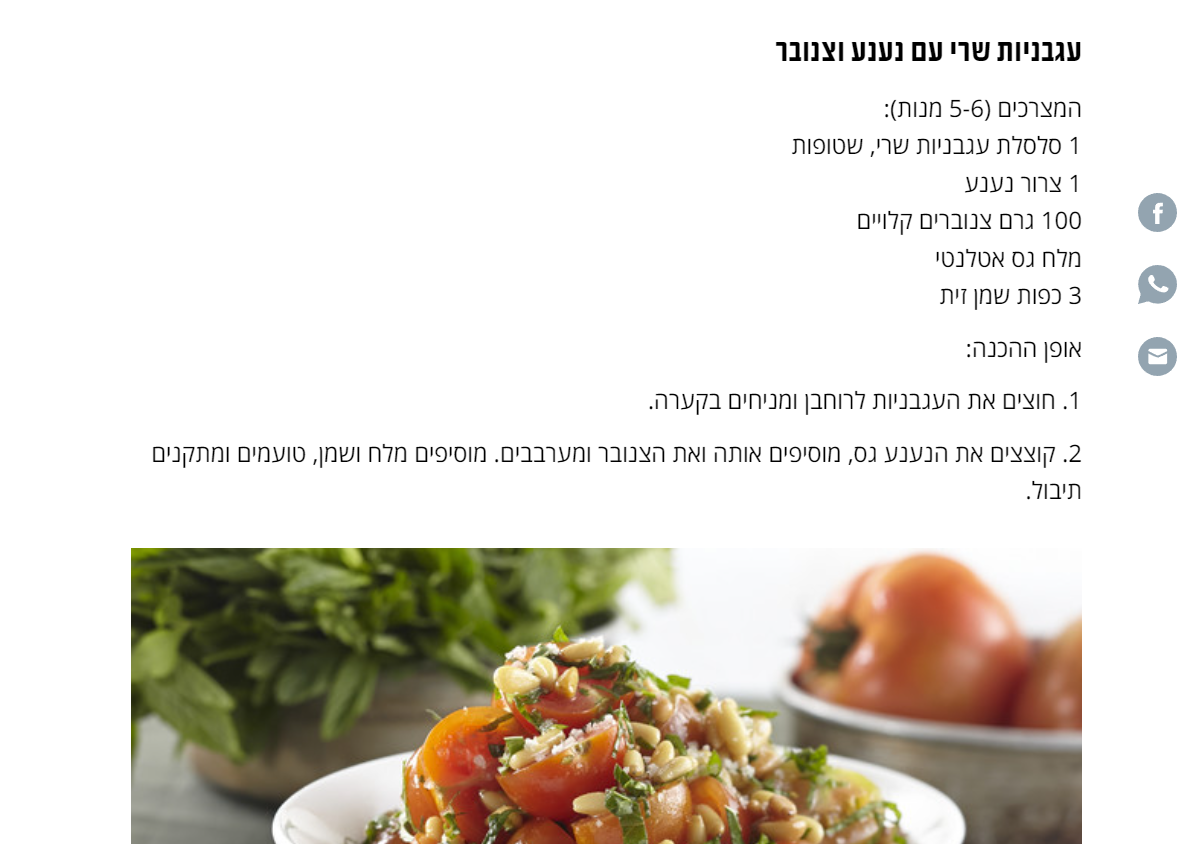 עגבניות שרי עם נענע וצנובר
המצרכים (5-6 מנות):
1 סלסלת עגבניות שרי, שטופות
1 צרור נענע
100 גרם צנוברים קלויים
מלח גס אטלנטי
3 כפות שמן זית
אופן ההכנה:
1. חוצים את העגבניות לרוחבן ומניחים בקערה.
2. קוצצים את הנענע גס, מוסיפים אותה ואת הצנובר ומערבבים. מוסיפים מלח ושמן, טועמים ומתקנים
תיבול.